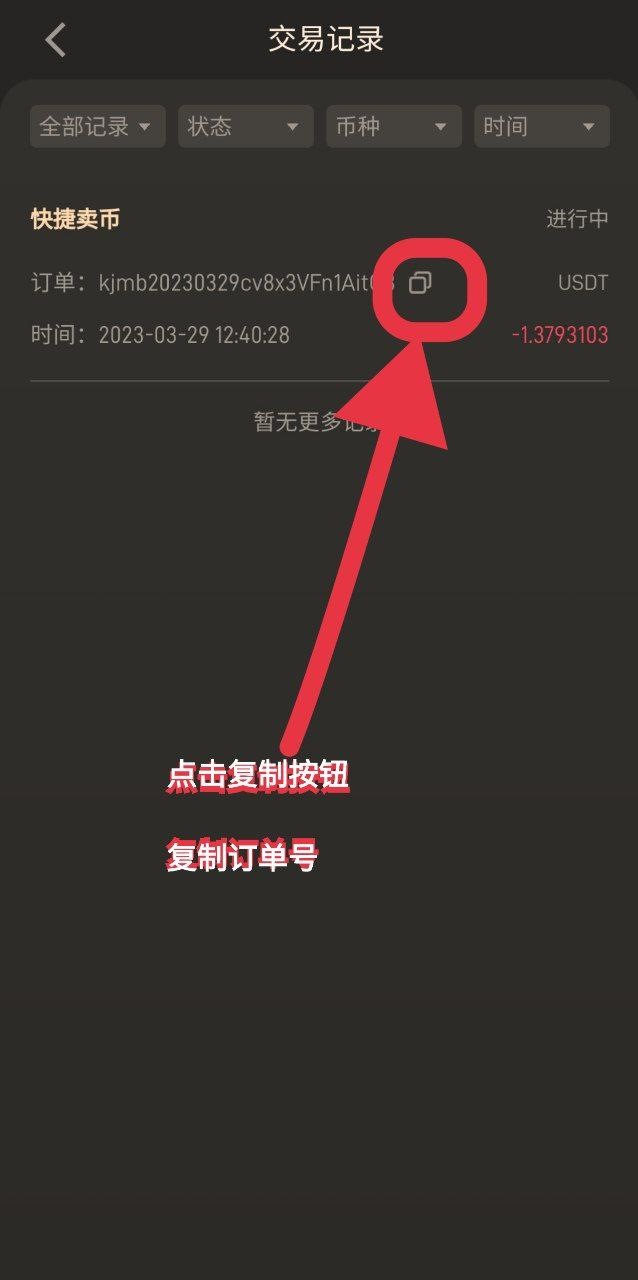 交易记录
全部记录 状态 币种 时间
快捷卖币 进行中
订单：kjmb20230329cv8x3VFn1Ait USDT
时间：2023-03-29 12:40:28 -1.3793103
暂无更多记录
点击复制按钮
复制订单号